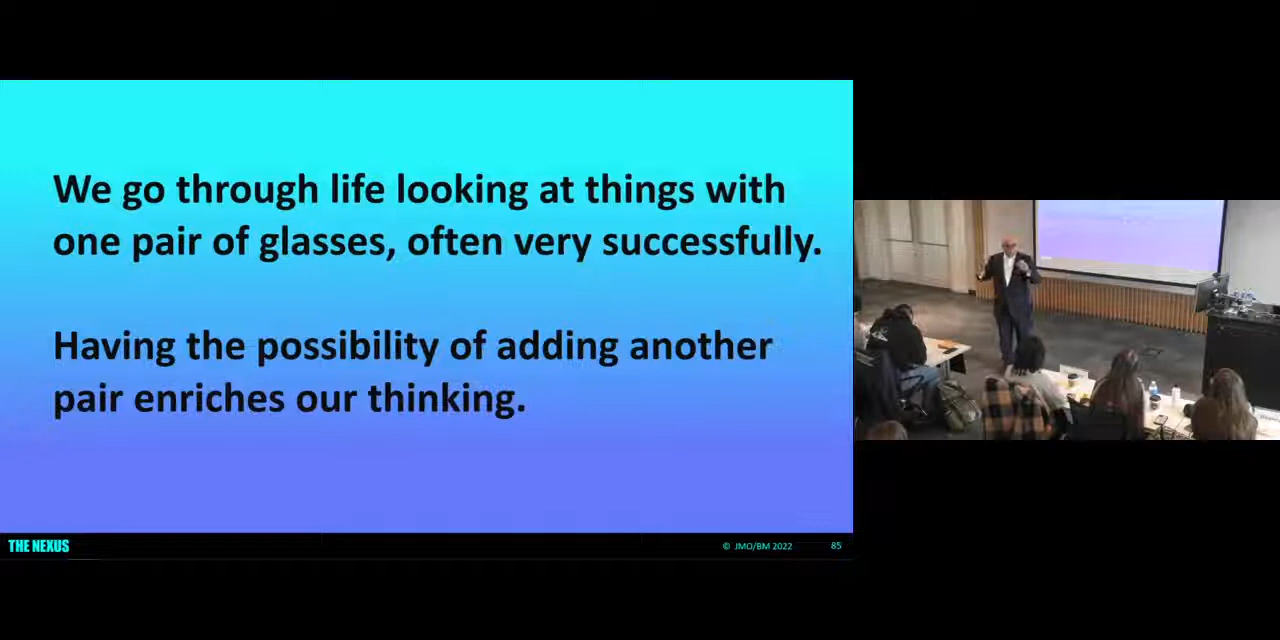 We go through life looking at things with
one pair of glasses, often very successfully.
Having the possibility of adding another
pair enriches our thinking.
THE NEXUS
© JMO/BM 2022
85